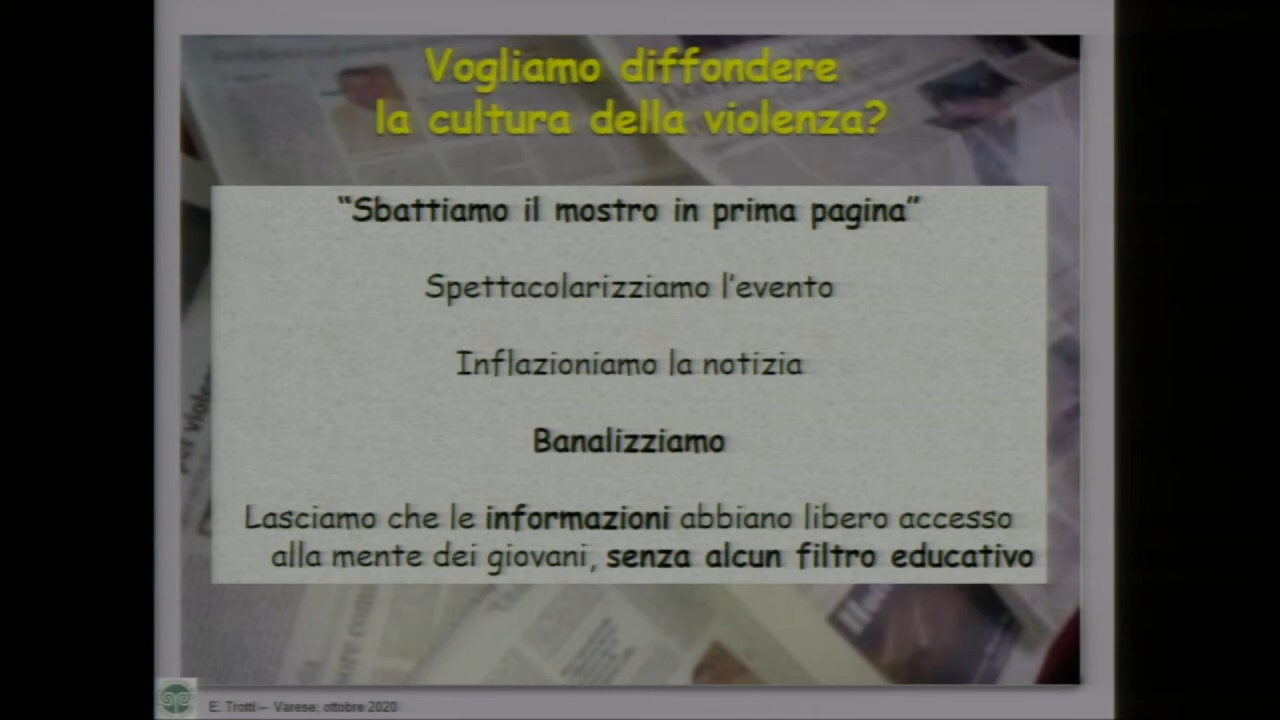 Vogliamo diffondere
la cultura della violenza?
“Sbattiamo il mostro in prima pagina”
Spettacolarizziamo l'evento
Inflazioniamo la notizia
Banalizziamo
Lasciamo che le informazioni abbiano libero accesso
alla mente dei giovani, senza alcun filtro educativo
E. Trotti – Varese; ottobre 2020